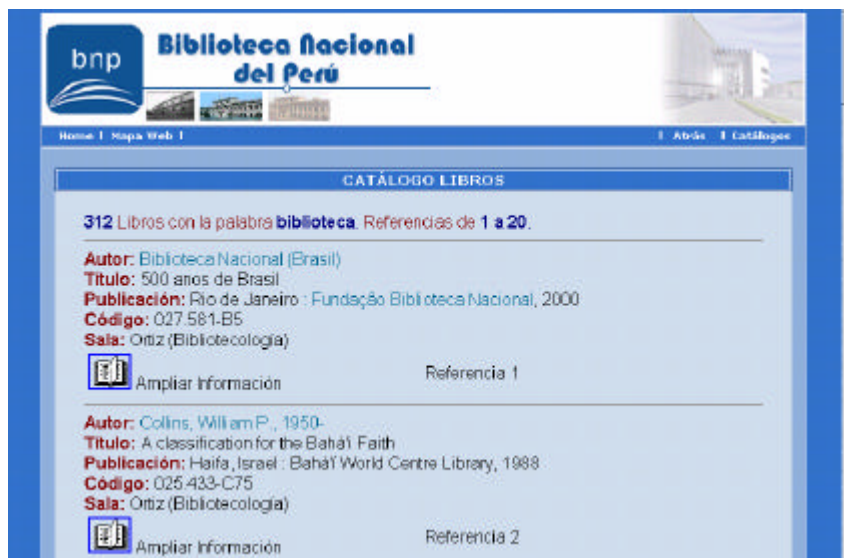 bnp
Biblioteca Nacional
del Perú
Home | Mapa Web |
| Atrás | Catálogos
CATÁLOGO LIBROS
312 Libros con la palabra biblioteca. Referencias de 1 a 20.
Autor: Biblioteca Nacional (Brasil)
Título: 500 anos de Brasil
Publicación: Rio de Janeiro : Fundação Biblioteca Nacional, 2000
Código: 027.581-B5
Sala: Ortiz (Bibliotecología)
Ampliar Información Referencia 1
Autor: Collins, William P., 1950-
Título: A classification for the Bahá'í Faith
Publicación: Haifa, Israel : Bahá'í World Centre Library, 1988
Código: 025.433-C75
Sala: Ortiz (Bibliotecología)
Ampliar Información Referencia 2